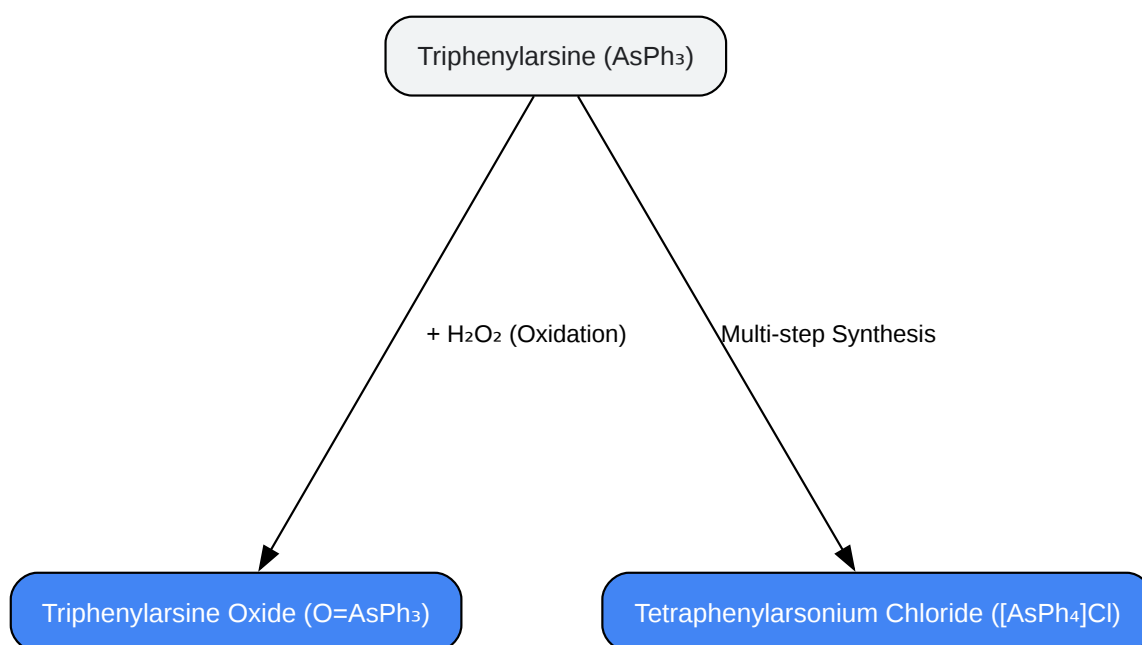 Triphenylarsine (AsPh₃)
+ H₂O₂ (Oxidation)
Multi-step Synthesis
Triphenylarsine Oxide (O=AsPh₃)
Tetraphenylarsonium Chloride ([AsPh₄]Cl)